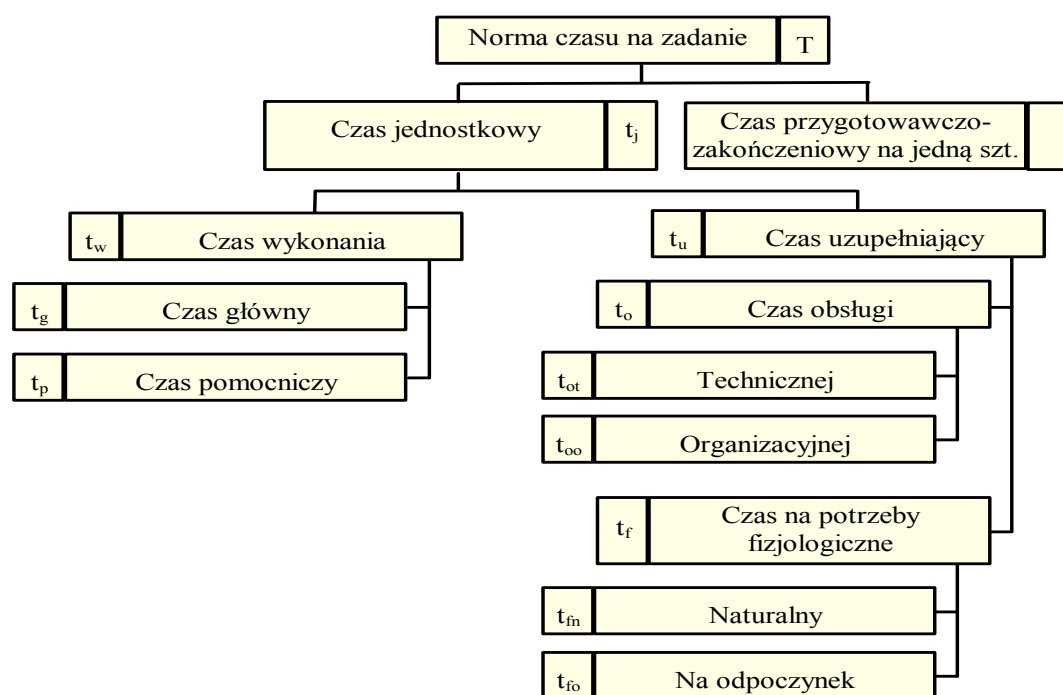 Norma czasu na zadanie T
Czas jednostkowy tj
Czas przygotowawczo-
zakończeniowy na jedną szt.
tw Czas wykonania
tu Czas uzupełniający
tg Czas główny
to Czas obsługi
tp Czas pomocniczy
tot Technicznej
too Organizacyjnej
tf Czas na potrzeby
fizjologiczne
tfn Naturalny
tfo Na odpoczynek